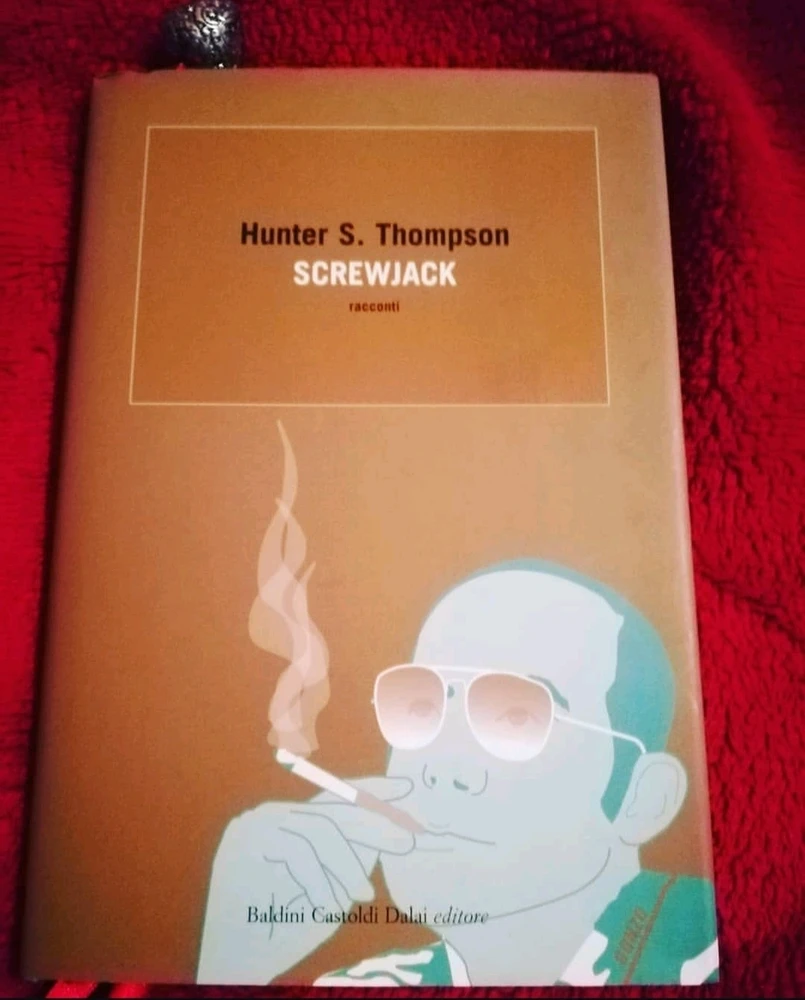 Hunter S. Thompson
SCREWJACK
racconti
Baldini Castoldi Dalai editore